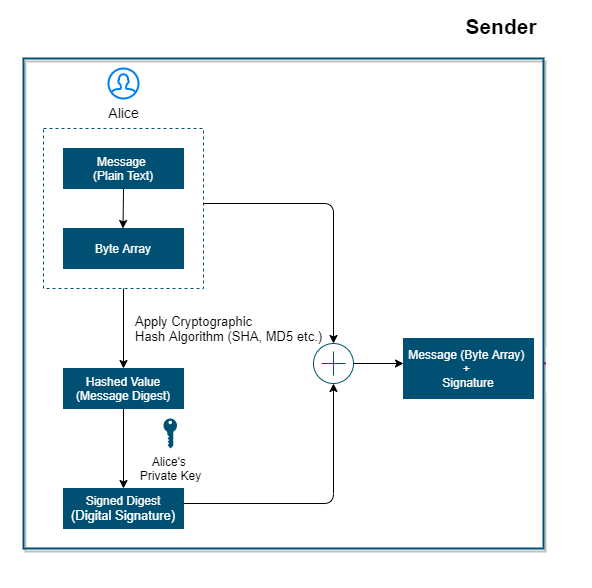 Sender
Alice
Message
(Plain Text)
Byte Array
Apply Cryptographic
Hash Algorithm (SHA, MD5 etc.)
Message (Byte Array)
+
Signature
Hashed Value
(Message Digest)
Alice's
Private Key
Signed Digest
(Digital Signature)